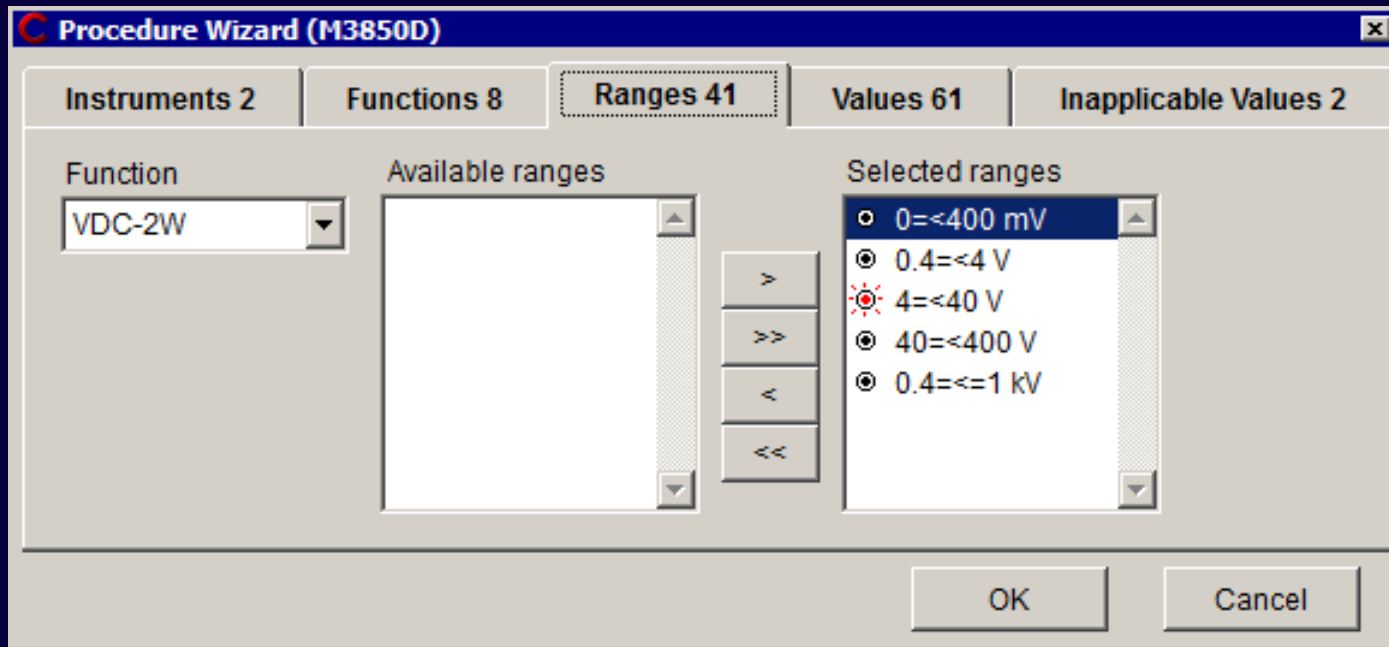 Procedure Wizard (M3850D)
Instruments 2 Functions 8 Ranges 41 Values 61 Inapplicable Values 2
Function Available ranges Selected ranges
VDC-2W
0=<400 mV
0.4=<4 V
4=<40 V
40=<400 V
0.4=<=1 kV
>
>>
<
<<
OK Cancel